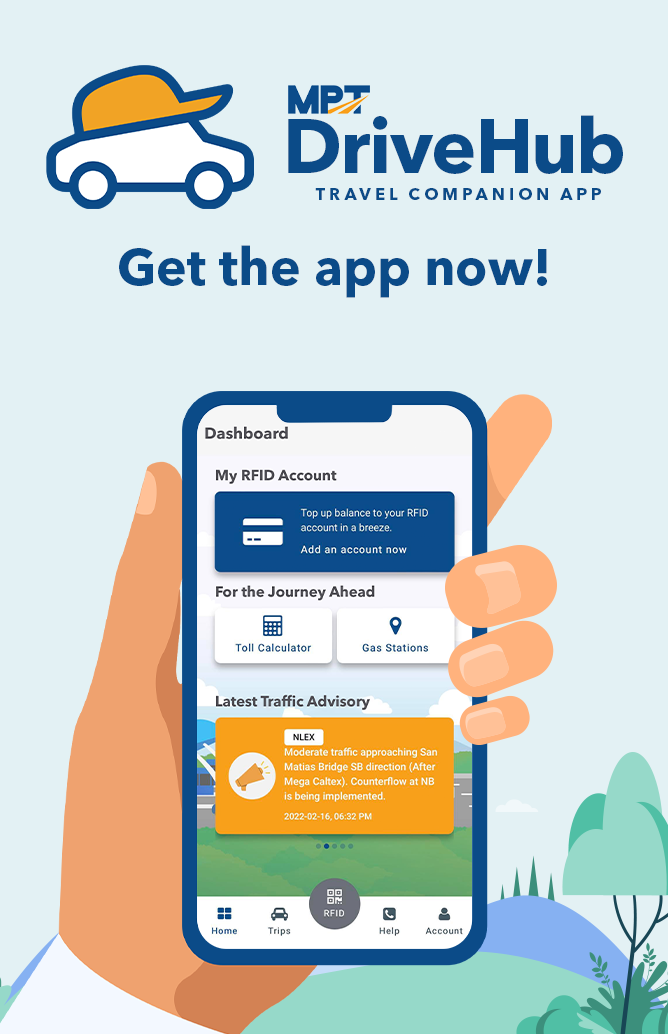 MPT
DriveHub
TRAVEL COMPANION APP
Get the app now!
Dashboard
My RFID Account
Top up balance to your RFID
account in a breeze.
Add an account now
For the Journey Ahead
Toll Calculator
Gas Stations
Latest Traffic Advisory
NLEX
Moderate traffic approaching San
Matias Bridge SB direction (After
Mega Caltex). Counterflow at NB
is being implemented.
2022-02-16, 06:32 PM
Home
Trips
RFID
Help
Account